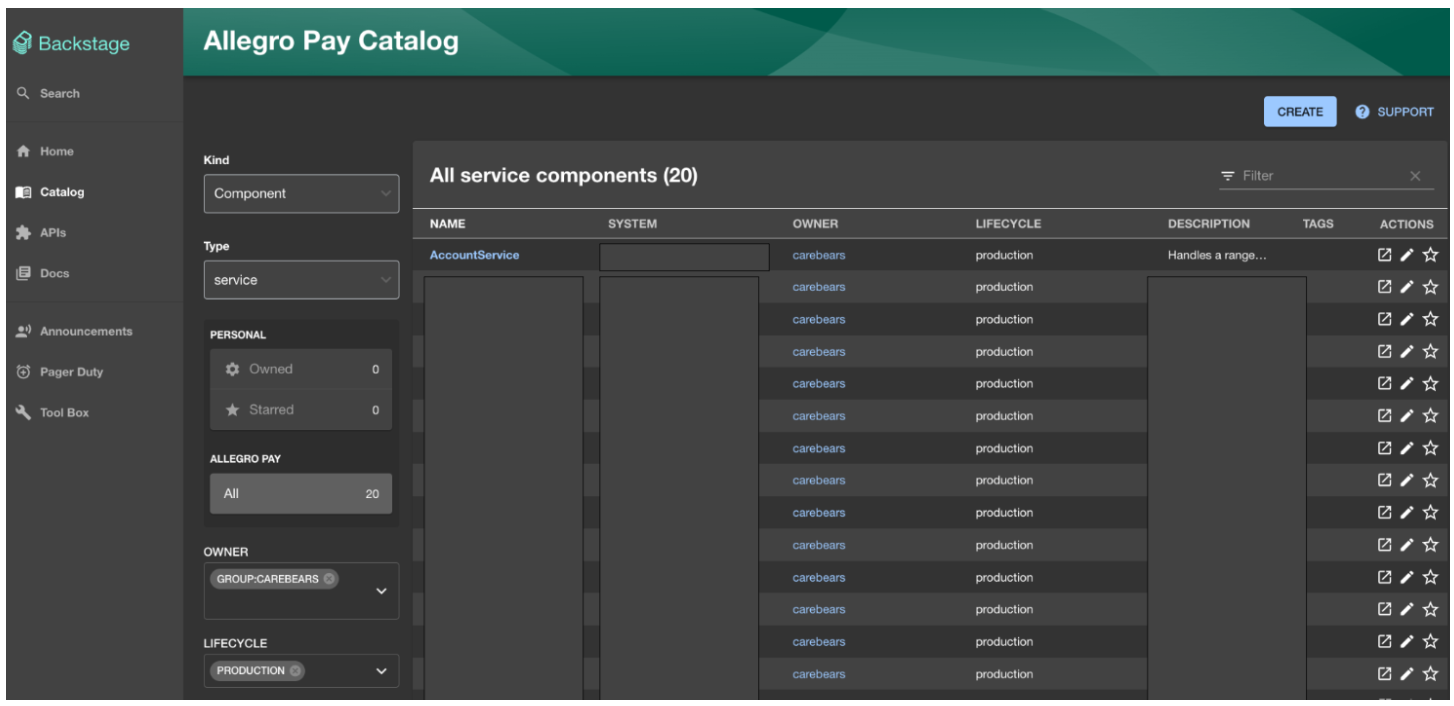 Backstage
Search
Home
Catalog
APIs
Docs
Announcements
Pager Duty
Tool Box
Allegro Pay Catalog
CREATE
SUPPORT
Kind
Component
Type
service
PERSONAL
Owned 0
Starred 0
ALLEGRO PAY
All 20
OWNER
GROUP:CAREBEARS
LIFECYCLE
PRODUCTION
All service components (20)
Filter
NAME SYSTEM OWNER LIFECYCLE DESCRIPTION TAGS ACTIONS
AccountService carebears production Handles a range...
carebears production
carebears production
carebears production
carebears production
carebears production
carebears production
carebears production
carebears production
carebears production
carebears production
carebears production
carebears production
carebears production